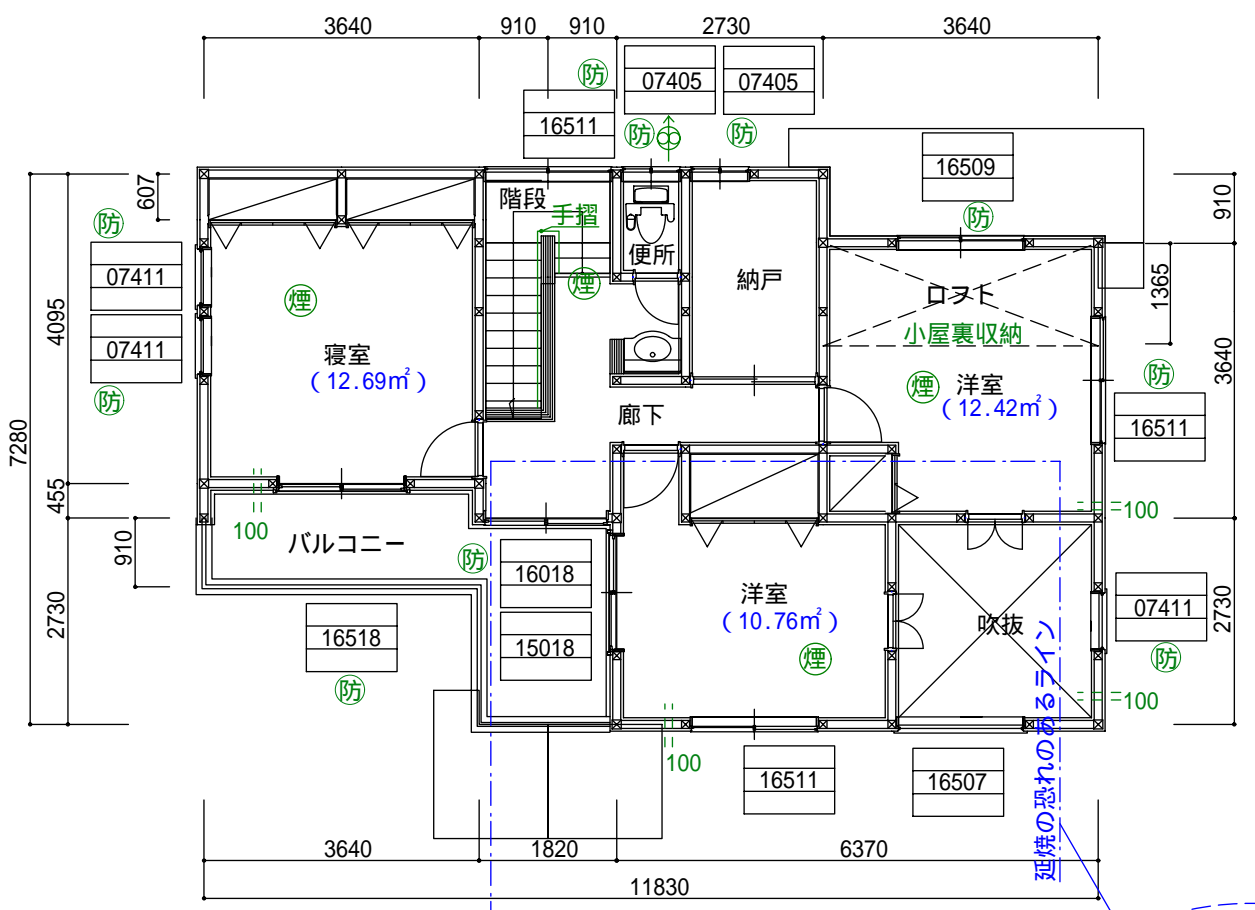 3640
910
910
2730
3640
防
07405
07405
16511
防
防
16509
防
607
910
階段
手摺
便所
煙
納戸
ロフト
小屋裏収納
1365
防
07411
煙
07411
防
4095
寝室
(12.69㎡)
煙
洋室
(12.42㎡)
3640
防
16511
廊下
7280
455
910
2730
100
バルコニー
防
16018
15018
洋室
(10.76㎡)
煙
吹抜
100
07411
防
2730
100
16518
防
100
16511
16507
延焼の恐れのあるライン
3640
1820
6370
11830